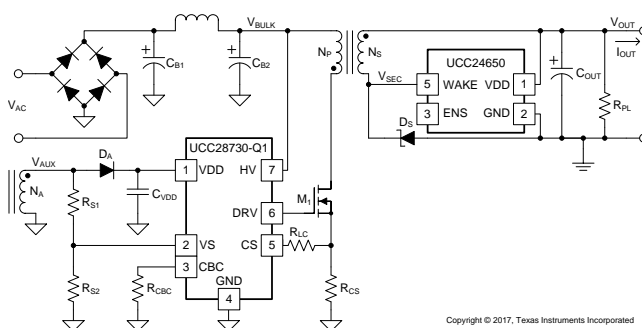 VBULK
VOUT
IOUT
NP
NS
+
CB1
+
CB2
VAC
UCC24650
VSEC
5
WAKE
VDD
1
3
ENS
GND
2
+
COUT
RPL
DS
UCC28730-Q1
VAUX
DA
1
VDD
HV
7
NA
RS1
CVDD
M1
DRV
6
2
VS
CS
5
RLC
3
CBC
RS2
RCBC
GND
4
RCS
Copyright © 2017, Texas Instruments Incorporated